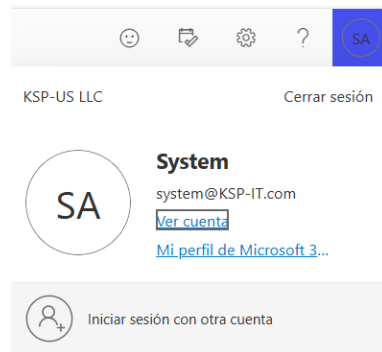 SA
KSP-US LLC
Cerrar sesión
SA
System
system@KSP-IT.com
Ver cuenta
Mi perfil de Microsoft 3...
Iniciar sesión con otra cuenta